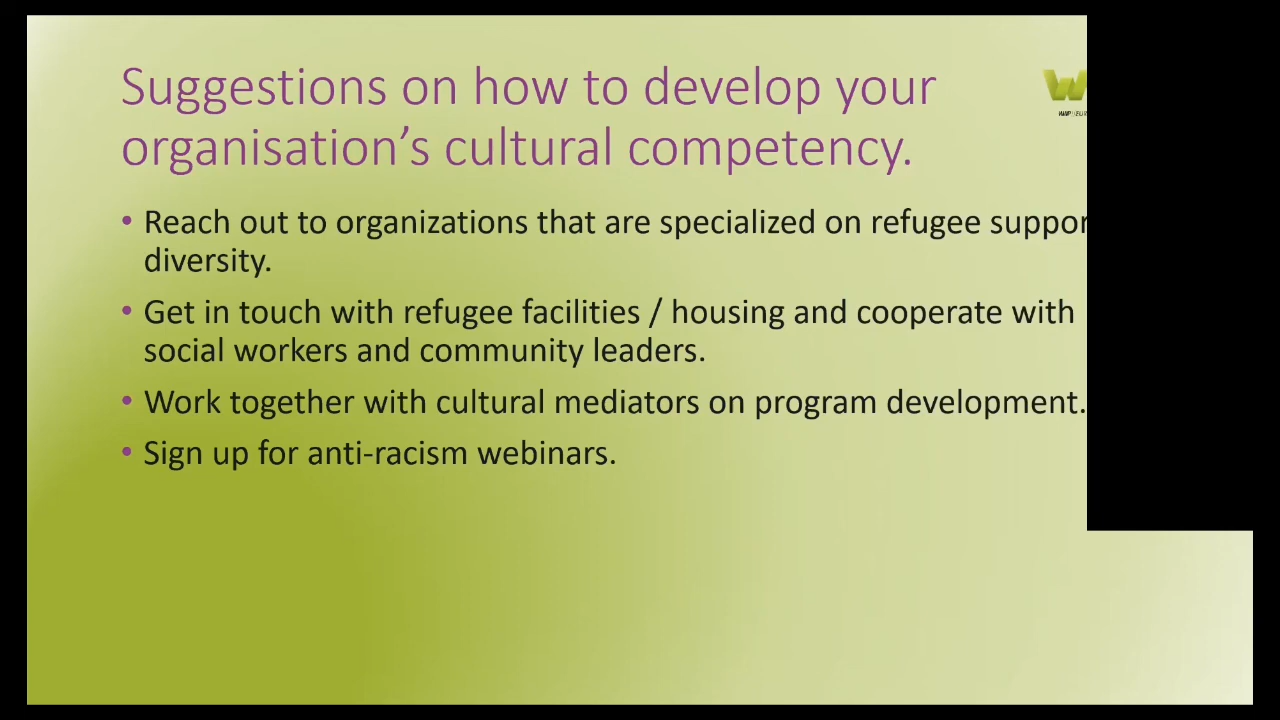 Suggestions on how to develop your
organisation's cultural competency.
• Reach out to organizations that are specialized on refugee
diversity.
• Get in touch with refugee facilities / housing and cooperate with
social workers and community leaders.
• Work together with cultural mediators on program development.
• Sign up for anti-racism webinars.